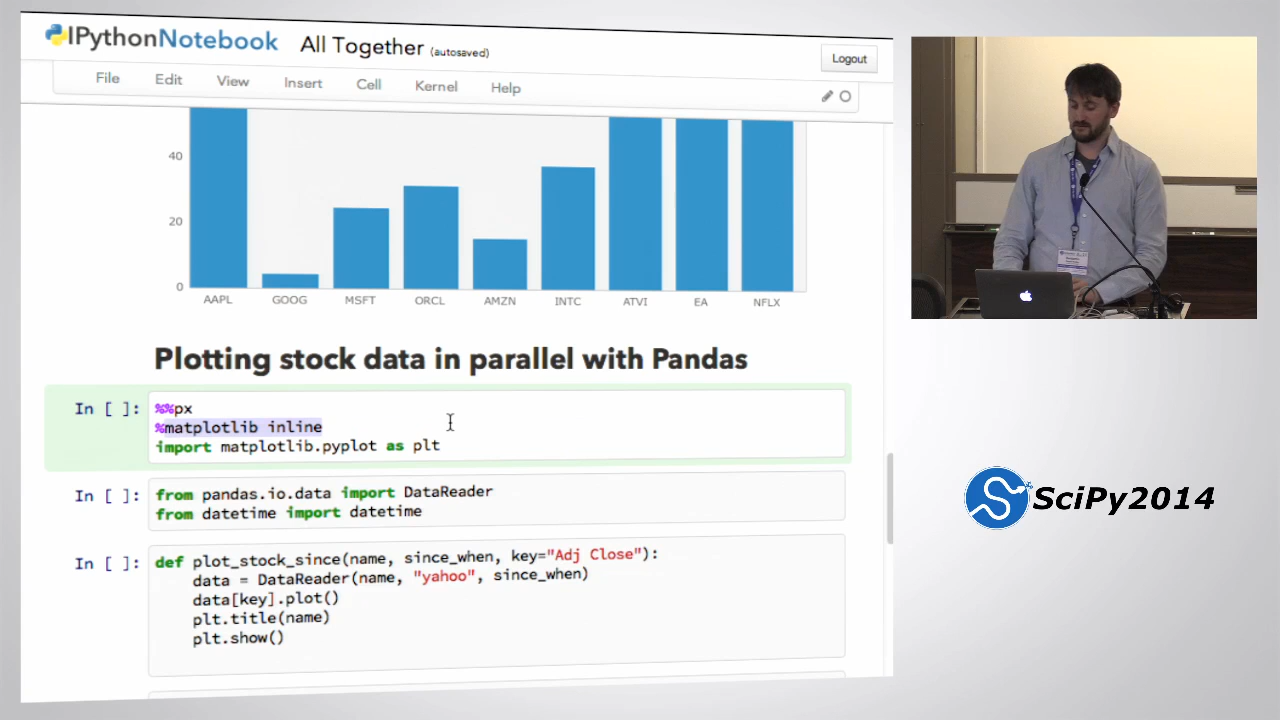 IPythonNotebook All Together (autosaved)
Logout
File Edit View Insert Cell Kernel Help
40
20
0
AAPL GOOG MSFT ORCL AMZN INTC ATVI EA NFLX
Plotting stock data in parallel with Pandas
In [ ]: %%px
%matplotlib inline
import matplotlib.pyplot as plt
In [ ]: from pandas.io.data import DataReader
from datetime import datetime
In [ ]: def plot_stock_since(name, since_when, key="Adj Close"):
data = DataReader(name, "yahoo", since_when)
data[key].plot()
plt.title(name)
plt.show()
SciPy2014